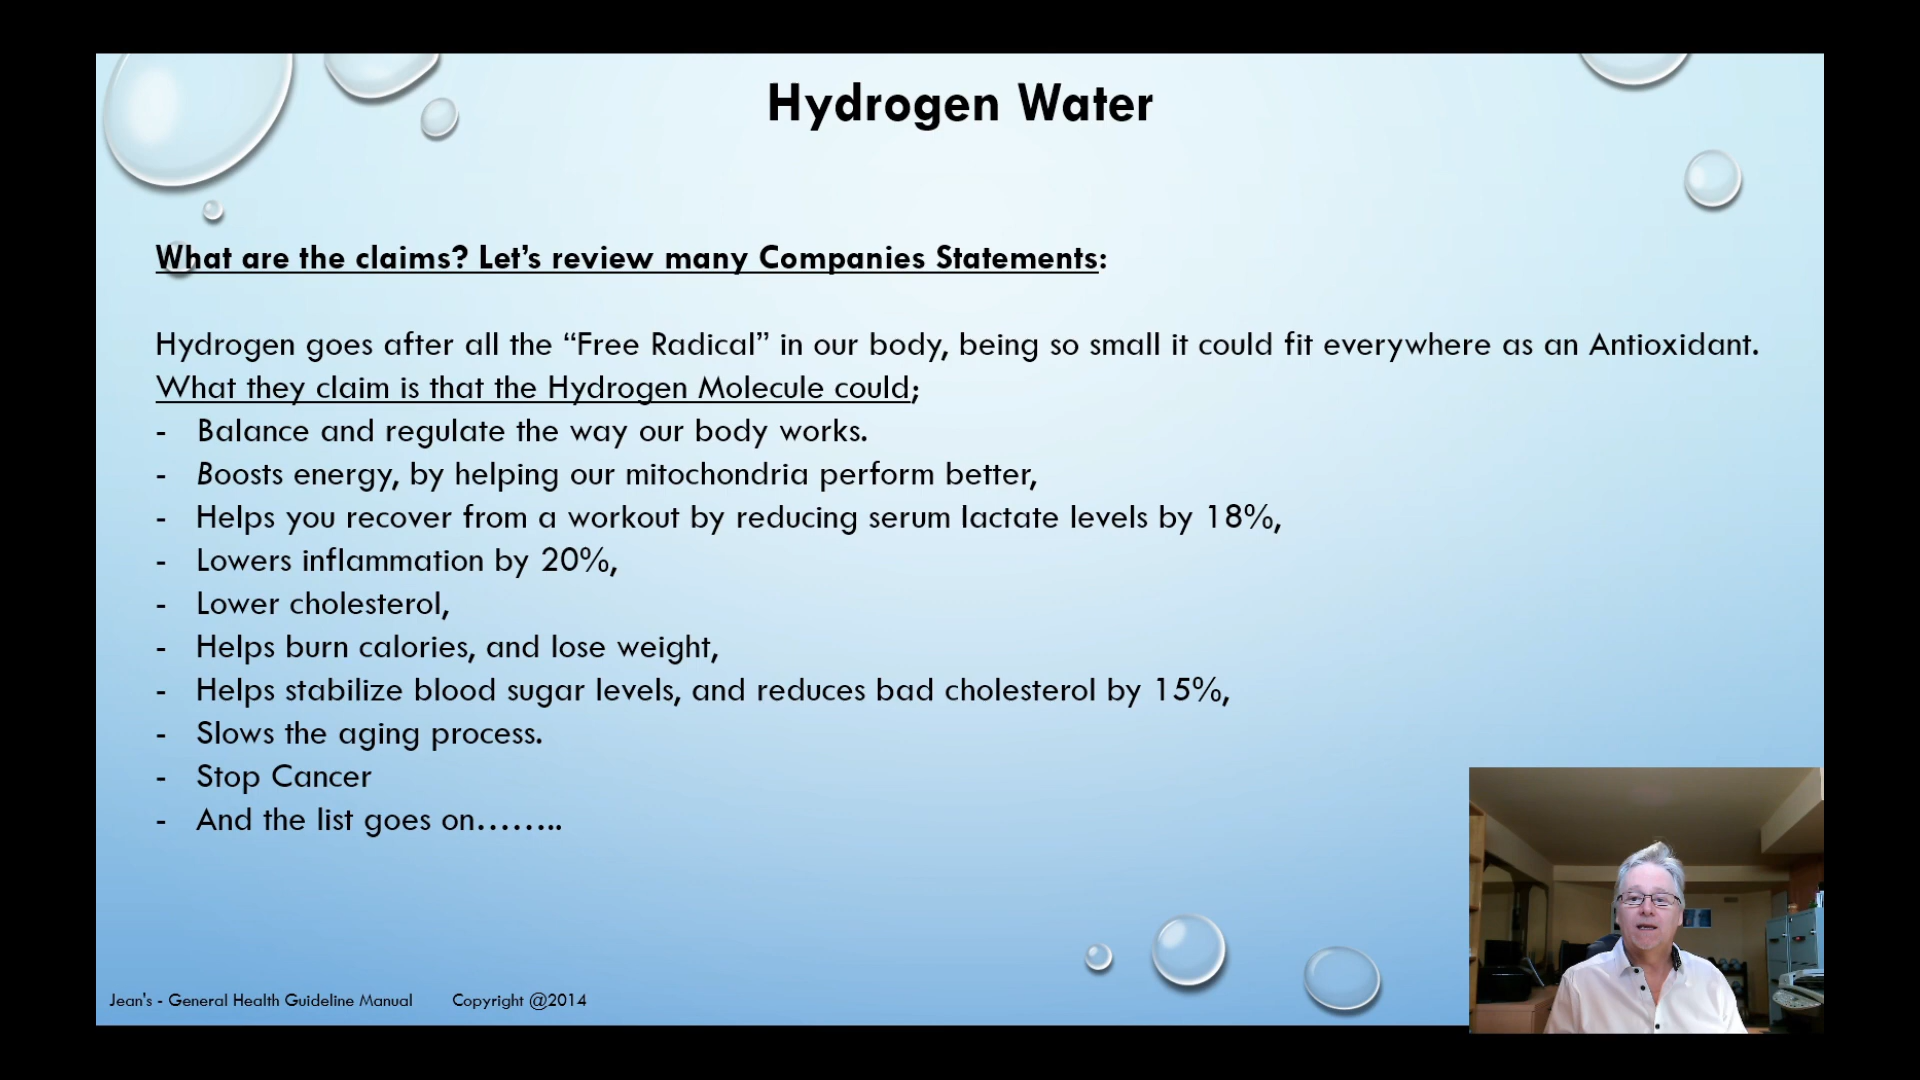 Hydrogen Water
What are the claims? Let's review many Companies Statements:
Hydrogen goes after all the “Free Radical” in our body, being so small it could fit everywhere as an Antioxidant.
What they claim is that the Hydrogen Molecule could;
- Balance and regulate the way our body works.
- Boosts energy, by helping our mitochondria perform better,
- Helps you recover from a workout by reducing serum lactate levels by 18%,
- Lowers inflammation by 20%,
- Lower cholesterol,
- Helps burn calories, and lose weight,
- Helps stabilize blood sugar levels, and reduces bad cholesterol by 15%,
- Slows the aging process.
- Stop Cancer
- And the list goes on……..
Jean's - General Health Guideline Manual Copyright @2014